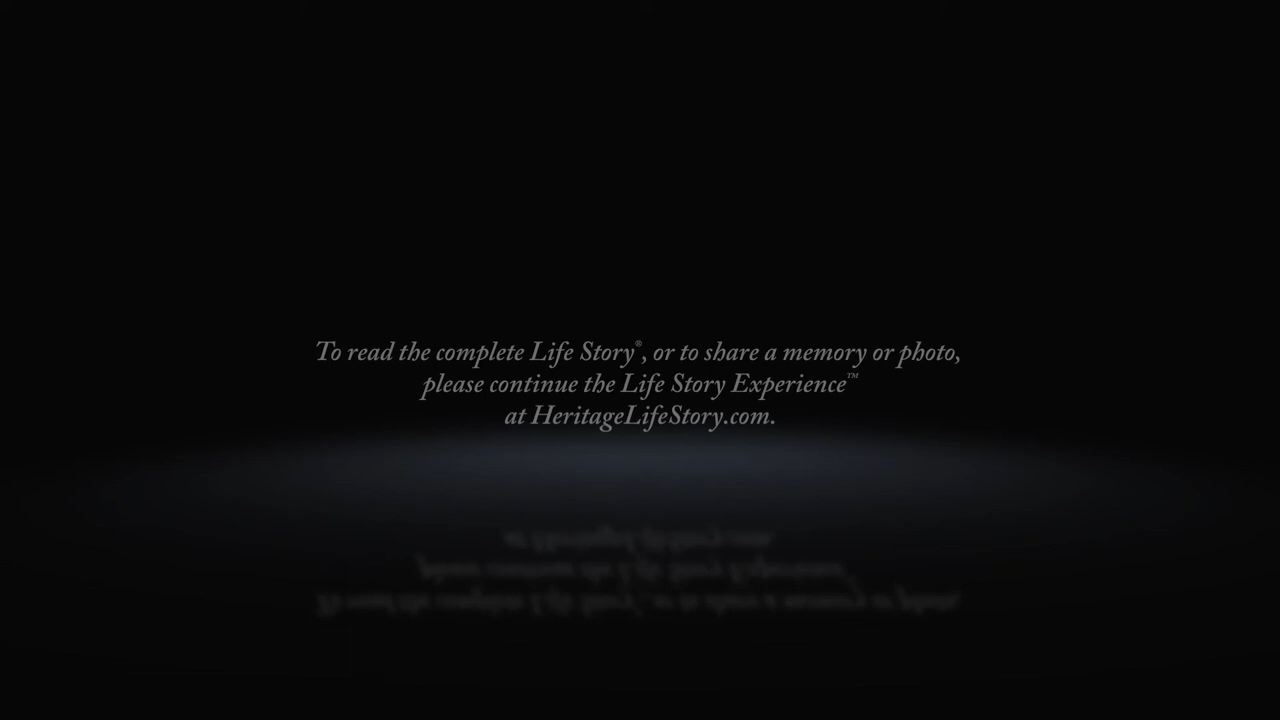 To read the complete Life Story®, or to share a memory or photo,
please continue the Life Story Experience™
at HeritageLifeStory.com.